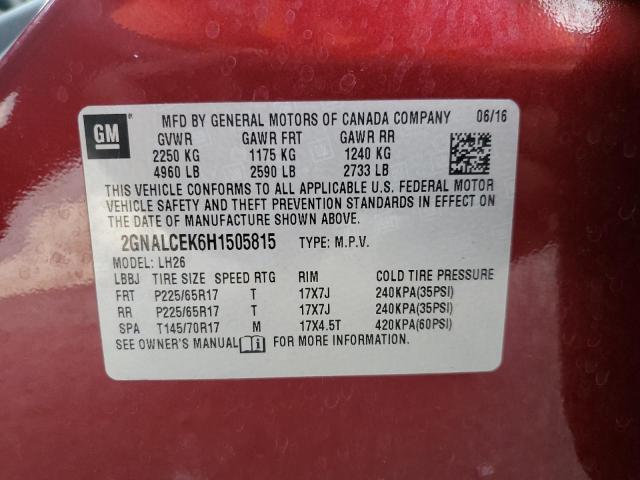 GM
MFD BY GENERAL MOTORS OF CANADA COMPANY 06/16
GVWR GAWR FRT GAWR RR
2250 KG 1175 KG 1240 KG
4960 LB 2590 LB 2733 LB
THIS VEHICLE CONFORMS TO ALL APPLICABLE U.S. FEDERAL MOTOR
VEHICLE SAFETY AND THEFT PREVENTION STANDARDS IN EFFECT ON
THE DATE OF MANUFACTURE SHOWN ABOVE.
2GNALCEK6H1505815 TYPE: M.P.V.
MODEL: LH26
LBBJ TIRE SIZE SPEED RTG RIM COLD TIRE PRESSURE
FRT P225/65R17 T 17X7J 240KPA(35PSI)
RR P225/65R17 T 17X7J 240KPA(35PSI)
SPA T145/70R17 M 17X4.5T 420KPA(60PSI)
SEE OWNER'S MANUAL FOR MORE INFORMATION.